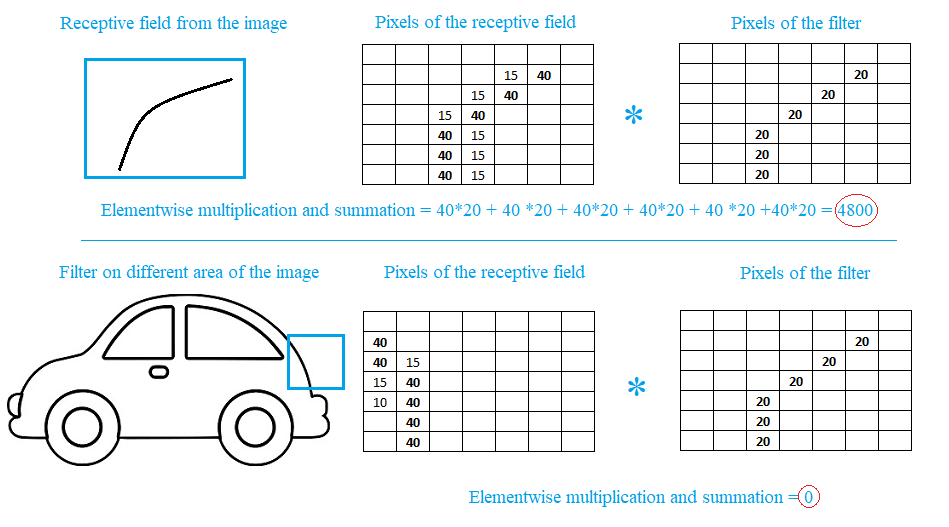 Receptive field from the image
Pixels of the receptive field
Pixels of the filter
15 40 20
15 40 20
15 40 20
40 15 20
40 15 20
40 15 20
*
Elementwise multiplication and summation = 40*20 + 40 *20 + 40*20 + 40*20 + 40 *20 +40*20 = 4800
Filter on different area of the image
Pixels of the receptive field
Pixels of the filter
40 20
40 15 20
15 40 20
10 40 20
40 20
40 20
*
Elementwise multiplication and summation = 0